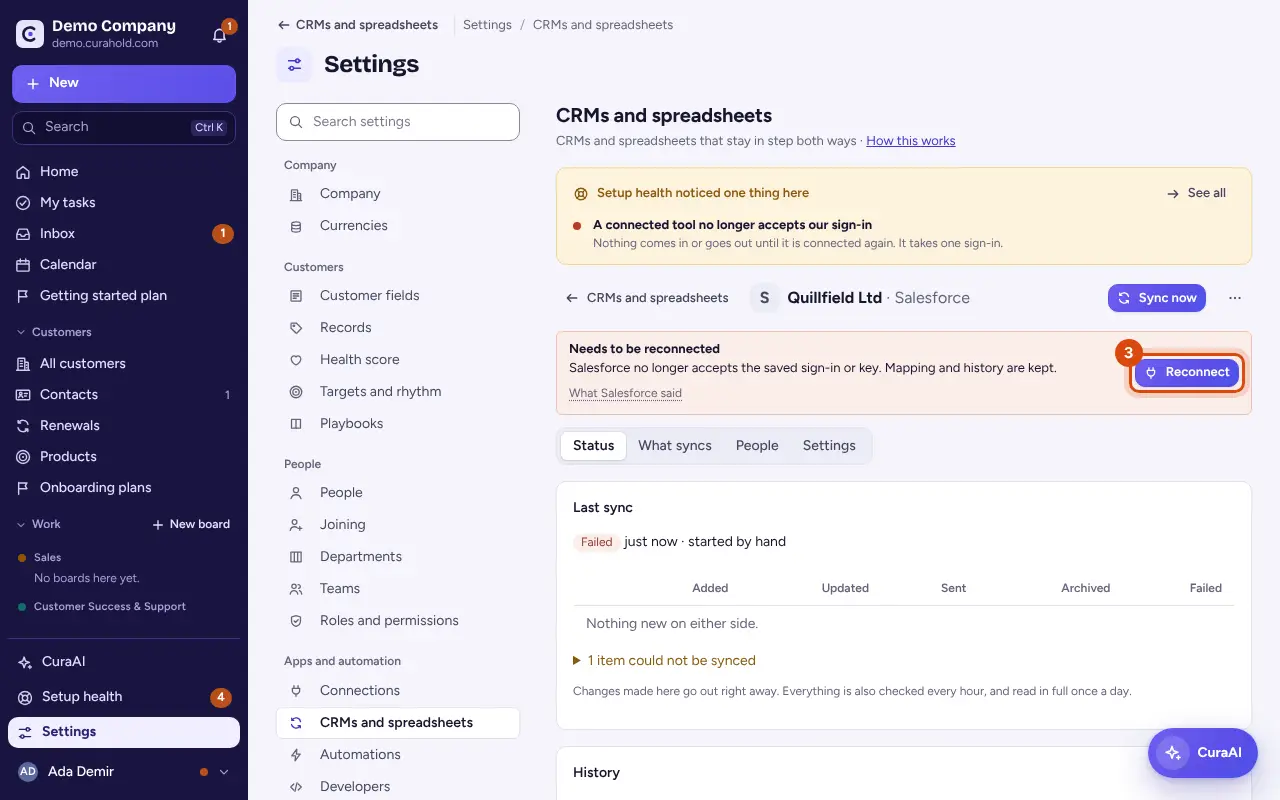 Demo Company
demo.curahold.com
1
New
Search
Ctrl K
Home
My tasks
Inbox
1
Calendar
Getting started plan
Customers
All customers
Contacts
1
Renewals
Products
Onboarding plans
Work
New board
Sales
No boards here yet.
Customer Success & Support
CuraAI
Setup health
4
Settings
AD
Ada Demir
CRMs and spreadsheets
Settings / CRMs and spreadsheets
Settings
Search settings
Company
Company
Currencies
Customers
Customer fields
Records
Health score
Targets and rhythm
Playbooks
People
People
Joining
Departments
Teams
Roles and permissions
Apps and automation
Connections
CRMs and spreadsheets
Automations
Developers
CRMs and spreadsheets
CRMs and spreadsheets that stay in step both ways · How this works
Setup health noticed one thing here
See all
A connected tool no longer accepts our sign-in
Nothing comes in or goes out until it is connected again. It takes one sign-in.
CRMs and spreadsheets
S
Quillfield Ltd · Salesforce
Sync now
Needs to be reconnected
Salesforce no longer accepts the saved sign-in or key. Mapping and history are kept.
What Salesforce said
3
Reconnect
Status
What syncs
People
Settings
Last sync
Failed just now · started by hand
Added Updated Sent Archived Failed
Nothing new on either side.
1 item could not be synced
Changes made here go out right away. Everything is also checked every hour, and read in full once a day.
History
CuraAI